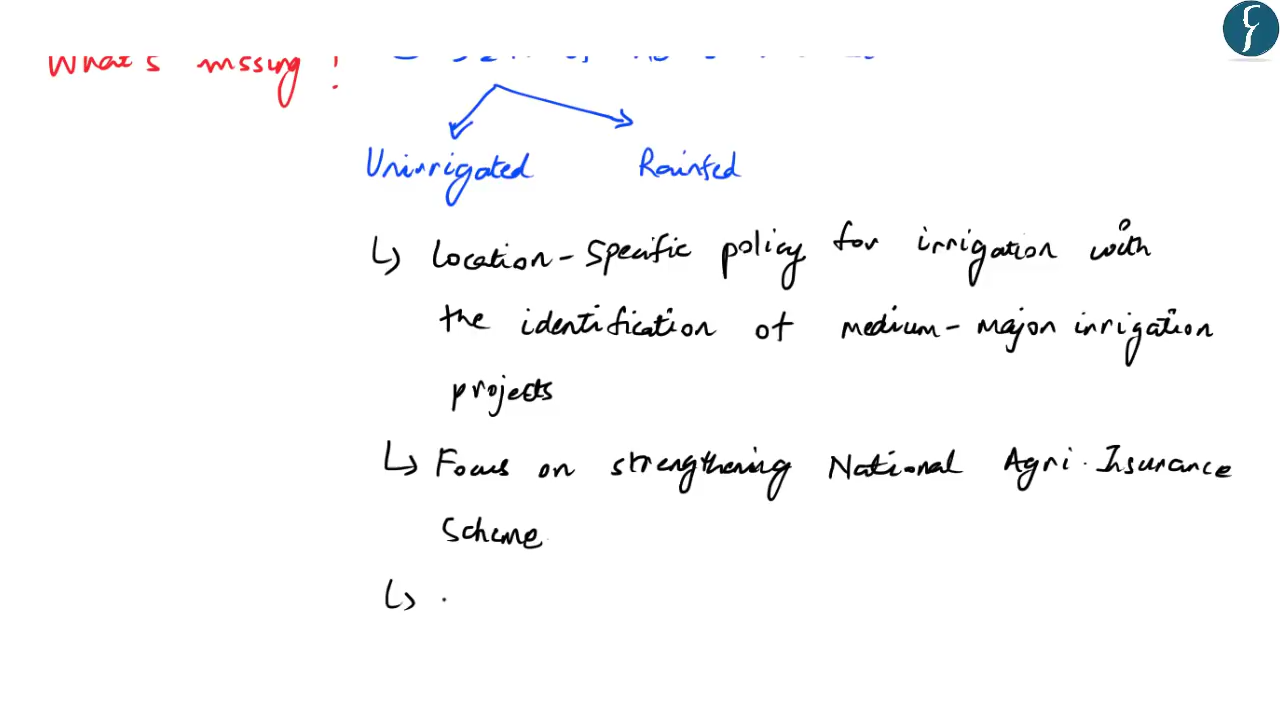 What's mssing !
Unirrigated Rainfed
↳ Location-Specific policy for irrigation with
the identification of medium-major irrigation
projects
↳ Focus on strengthening National Agri. Insurance
Scheme
↳ .